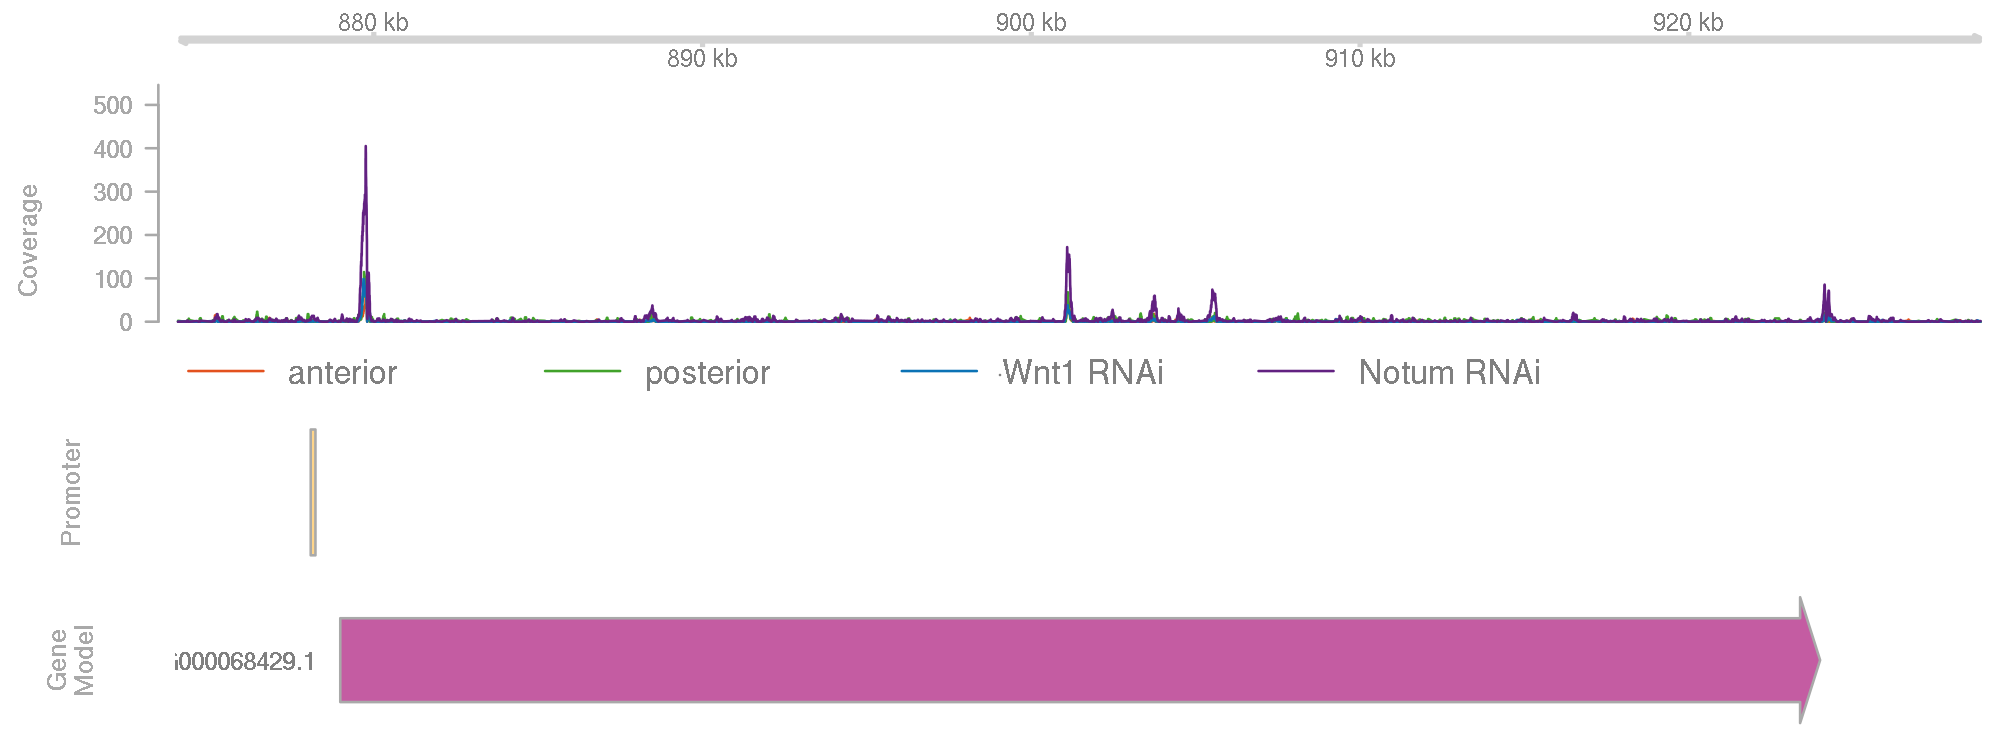 880 kb
900 kb
920 kb
890 kb
910 kb
Coverage
500
400
300
200
100
0
anterior
posterior
Wnt1 RNAi
Notum RNAi
Promoter
Gene
Model
i000068429.1